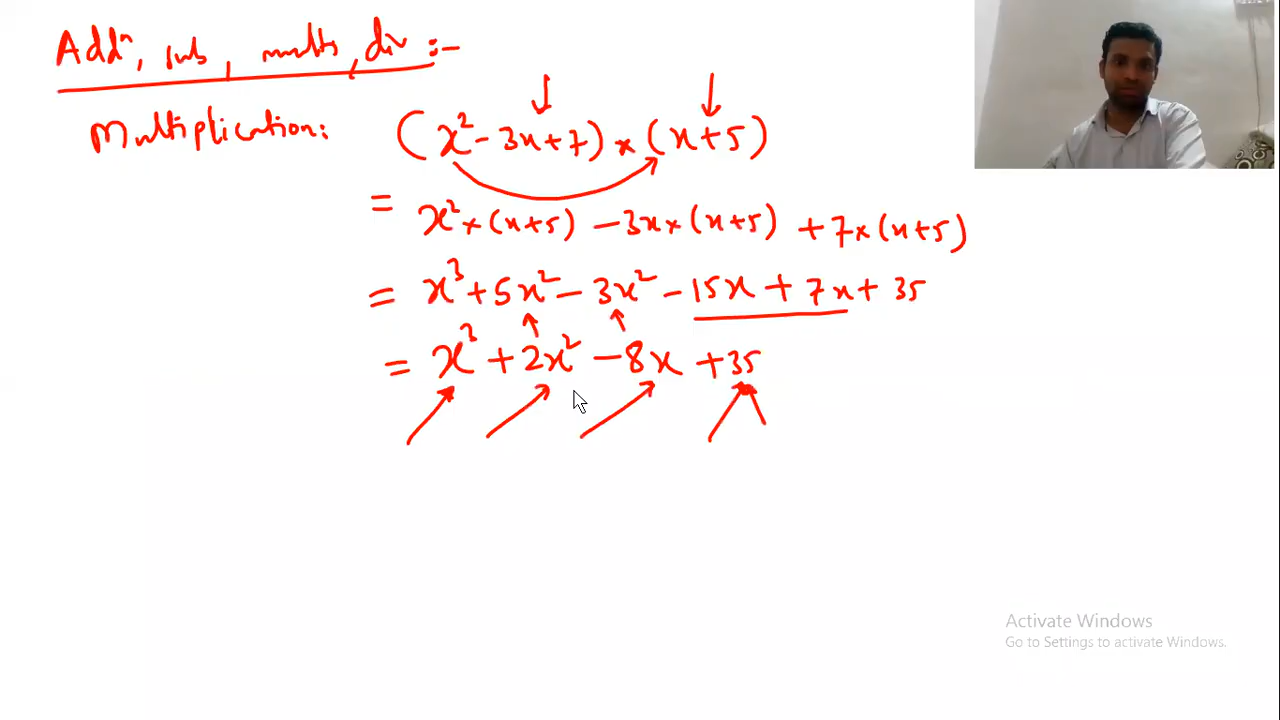 Addⁿ, sub, mults, div :-
Multiplication: (x² - 3x + 7) × (x + 5)
= x² × (x + 5) - 3x × (x + 5) + 7 × (x + 5)
= x³ + 5x² - 3x² - 15x + 7x + 35
= x³ + 2x² - 8x + 35
Activate Windows
Go to Settings to activate Windows.